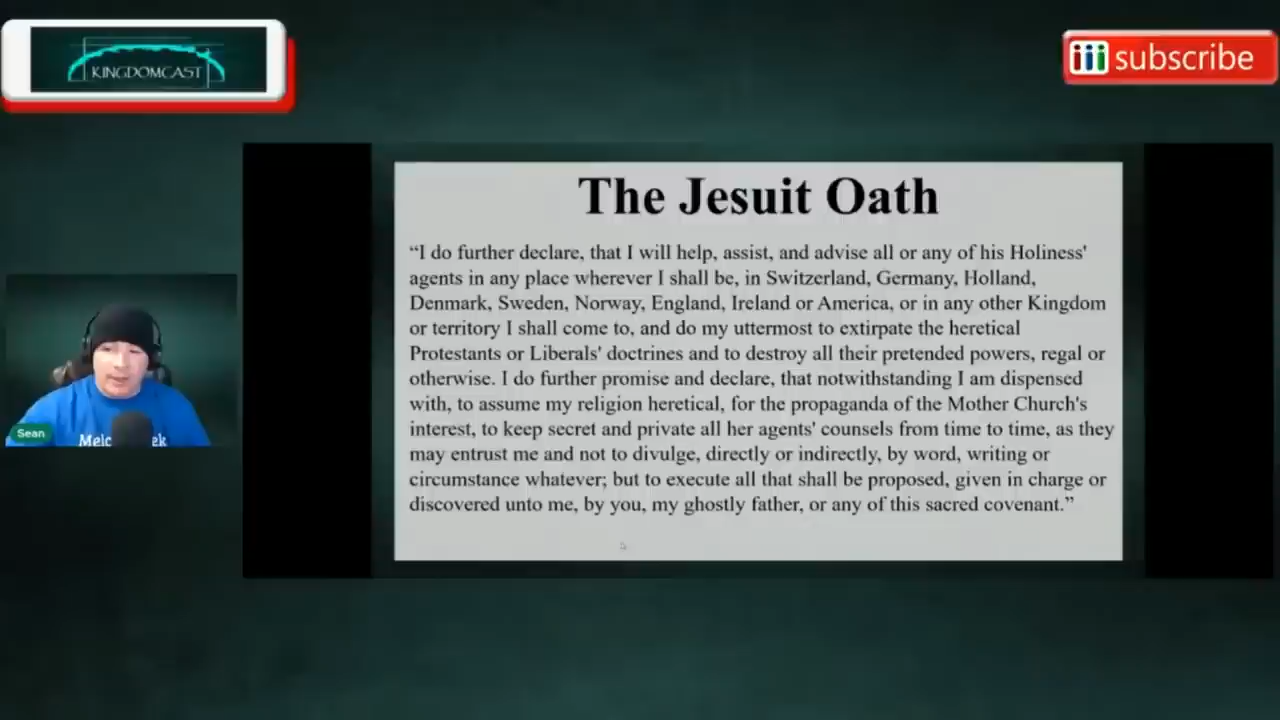 KINGDOMCAST
subscribe
The Jesuit Oath
“I do further declare, that I will help, assist, and advise all or any of his Holiness'
agents in any place wherever I shall be, in Switzerland, Germany, Holland,
Denmark, Sweden, Norway, England, Ireland or America, or in any other Kingdom
or territory I shall come to, and do my uttermost to extirpate the heretical
Protestants or Liberals' doctrines and to destroy all their pretended powers, regal or
otherwise. I do further promise and declare, that notwithstanding I am dispensed
with, to assume my religion heretical, for the propaganda of the Mother Church's
interest, to keep secret and private all her agents' counsels from time to time, as they
may entrust me and not to divulge, directly or indirectly, by word, writing or
circumstance whatever; but to execute all that shall be proposed, given in charge or
discovered unto me, by you, my ghostly father, or any of this sacred covenant.”
Sean